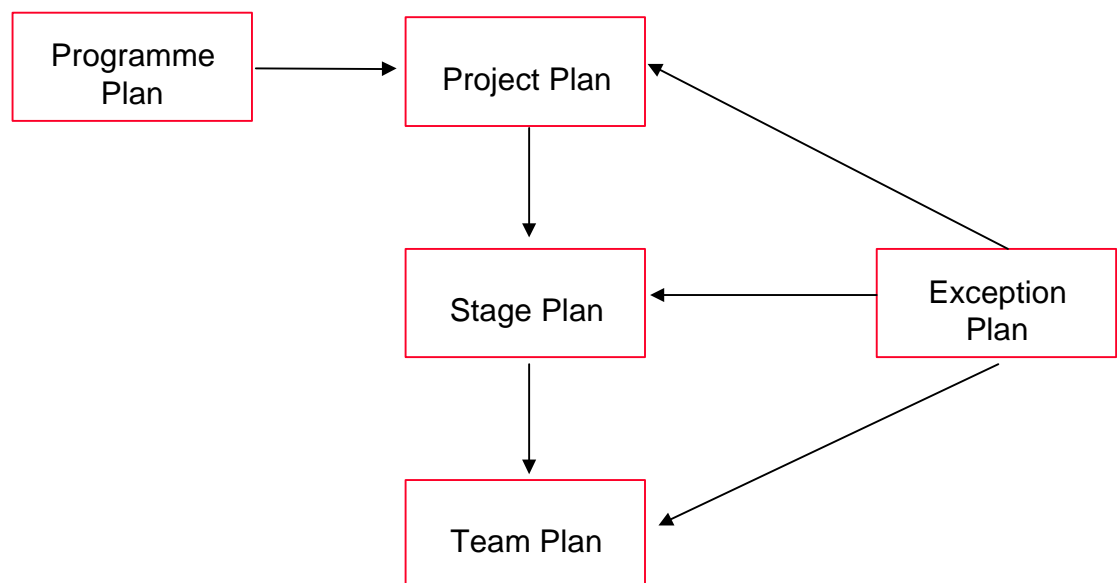 Programme
Plan
Project Plan
Stage Plan
Exception
Plan
Team Plan